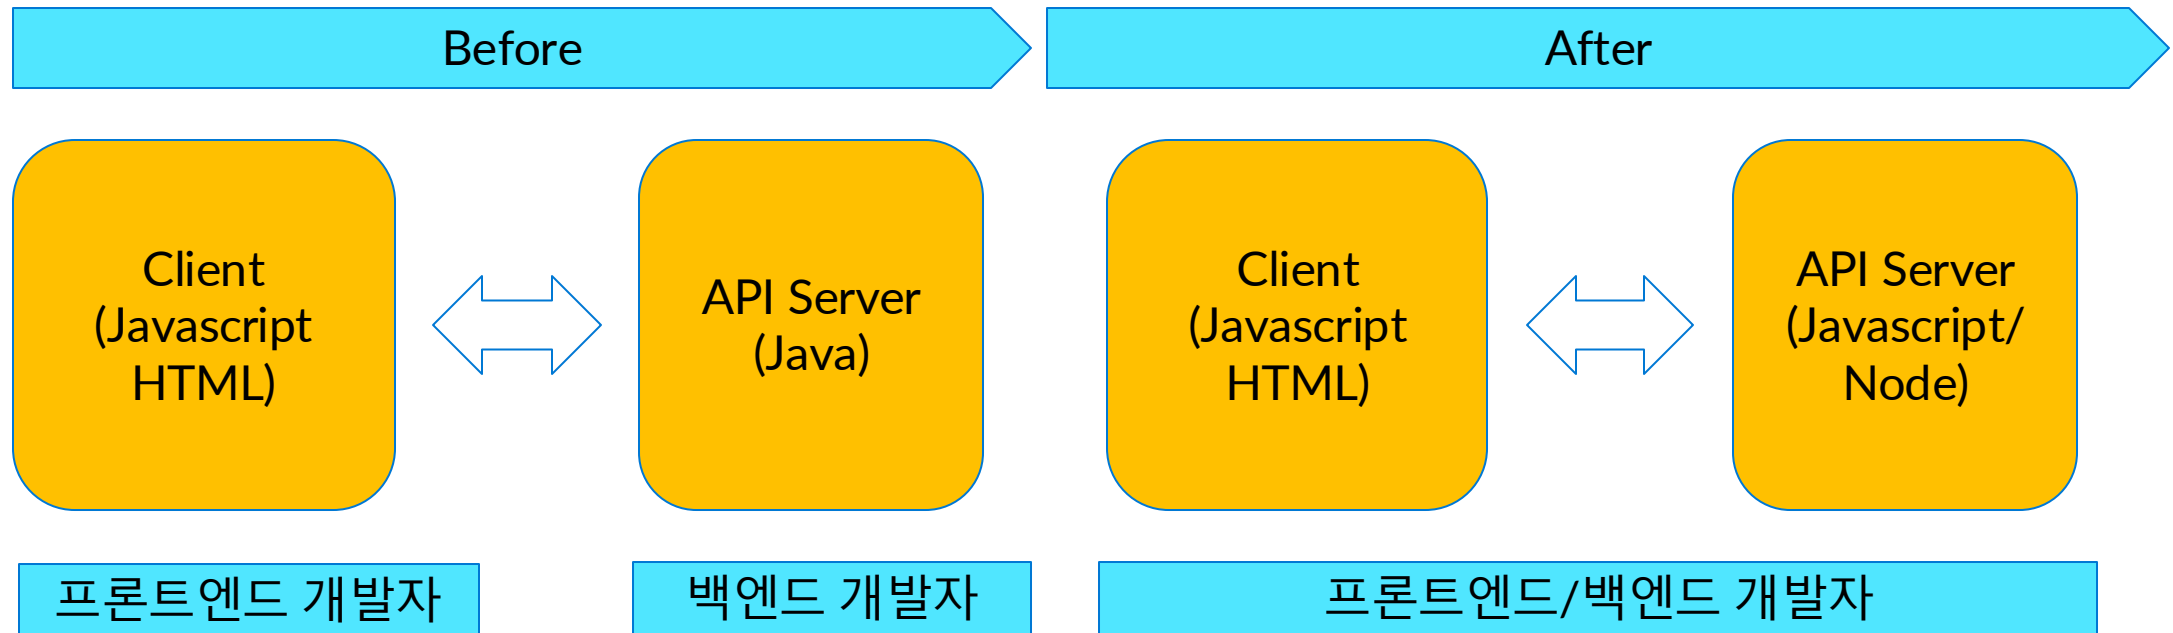 Before
After
Client
(Javascript
HTML)
API Server
(Java)
Client
(Javascript
HTML)
API Server
(Javascript/
Node)
프론트엔드 개발자
백엔드 개발자
프론트엔드/백엔드 개발자